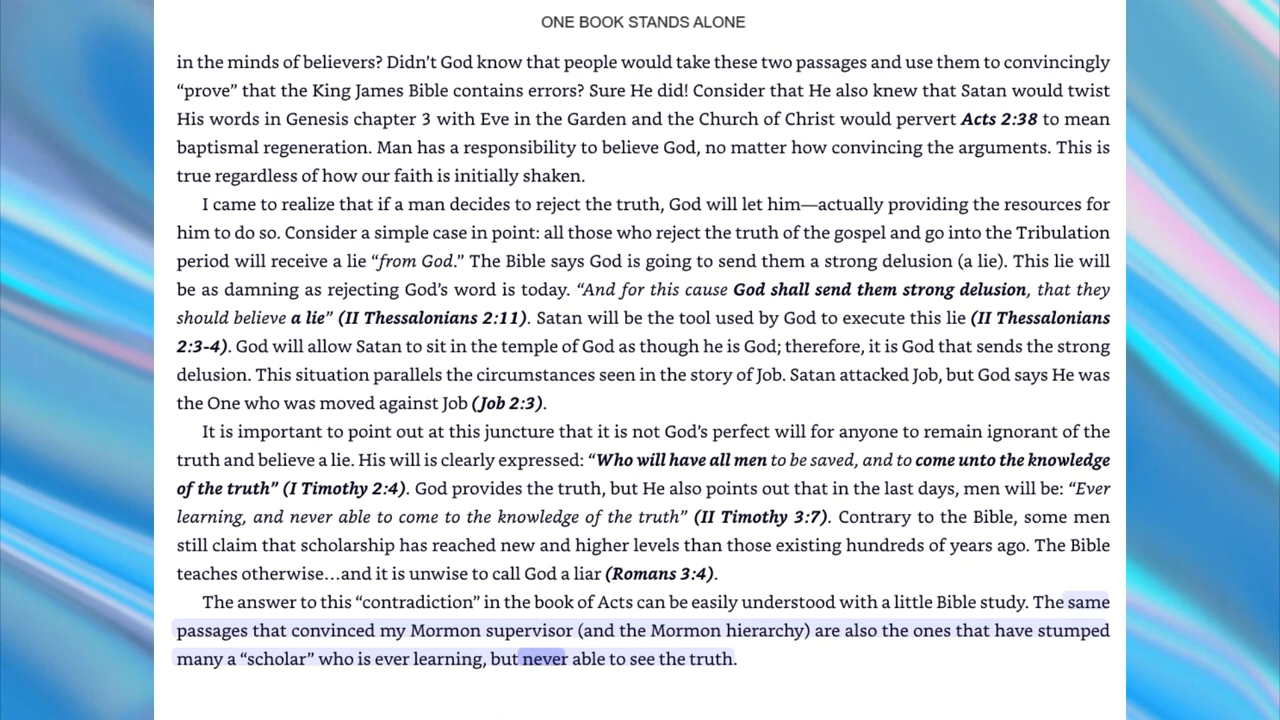 ONE BOOK STANDS ALONE
in the minds of believers? Didn’t God know that people would take these two passages and use them to convincingly
“prove” that the King James Bible contains errors? Sure He did! Consider that He also knew that Satan would twist
His words in Genesis chapter 3 with Eve in the Garden and the Church of Christ would pervert Acts 2:38 to mean
baptismal regeneration. Man has a responsibility to believe God, no matter how convincing the arguments. This is
true regardless of how our faith is initially shaken.
I came to realize that if a man decides to reject the truth, God will let him—actually providing the resources for
him to do so. Consider a simple case in point: all those who reject the truth of the gospel and go into the Tribulation
period will receive a lie “from God.” The Bible says God is going to send them a strong delusion (a lie). This lie will
be as damning as rejecting God’s word is today. “And for this cause God shall send them strong delusion, that they
should believe a lie” (II Thessalonians 2:11). Satan will be the tool used by God to execute this lie (II Thessalonians
2:3-4). God will allow Satan to sit in the temple of God as though he is God; therefore, it is God that sends the strong
delusion. This situation parallels the circumstances seen in the story of Job. Satan attacked Job, but God says He was
the One who was moved against Job (Job 2:3).
It is important to point out at this juncture that it is not God’s perfect will for anyone to remain ignorant of the
truth and believe a lie. His will is clearly expressed: “Who will have all men to be saved, and to come unto the knowledge
of the truth” (I Timothy 2:4). God provides the truth, but He also points out that in the last days, men will be: “Ever
learning, and never able to come to the knowledge of the truth” (II Timothy 3:7). Contrary to the Bible, some men
still claim that scholarship has reached new and higher levels than those existing hundreds of years ago. The Bible
teaches otherwise…and it is unwise to call God a liar (Romans 3:4).
The answer to this “contradiction” in the book of Acts can be easily understood with a little Bible study. The same
passages that convinced my Mormon supervisor (and the Mormon hierarchy) are also the ones that have stumped
many a “scholar” who is ever learning, but never able to see the truth.